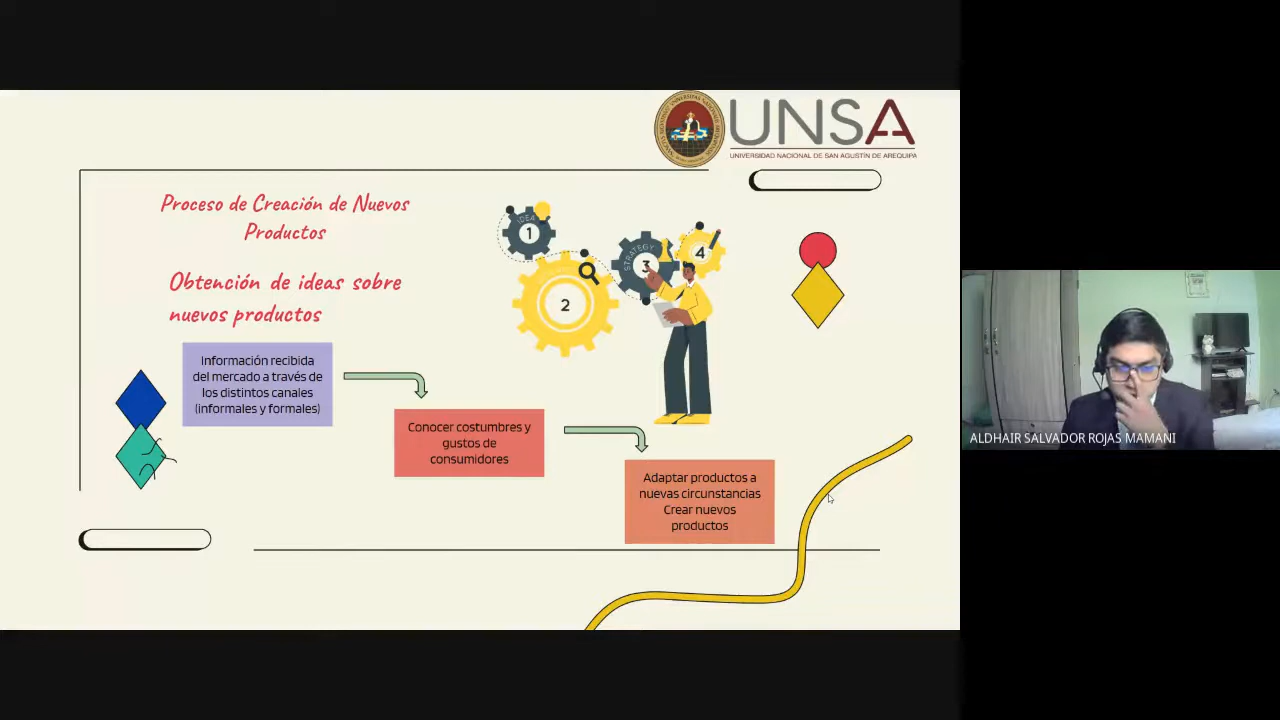 UNSA
UNIVERSIDAD NACIONAL DE SAN AGUSTÍN DE AREQUIPA
Proceso de Creación de Nuevos
Productos
Obtención de ideas sobre
nuevos productos
IDEA
1
2
STRATEGY
3
4
Información recibida
del mercado a través de
los distintos canales
(informales y formales)
Conocer costumbres y
gustos de
consumidores
Adaptar productos a
nuevas circunstancias
Crear nuevos
productos
ALDHAIR SALVADOR ROJAS MAMANI